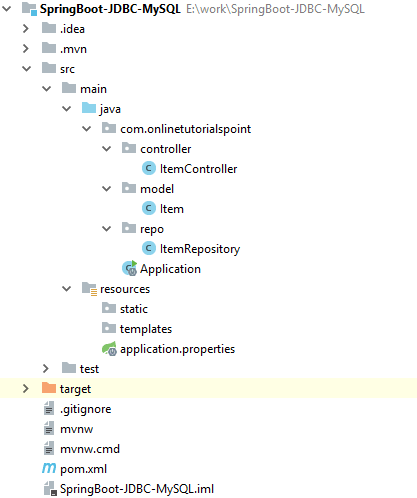 SpringBoot-JDBC-MySQL E:\work\SpringBoot-JDBC-MySQL
.idea
.mvn
src
main
java
com.onlinetutorialspoint
controller
ItemController
model
Item
repo
ItemRepository
Application
resources
static
templates
application.properties
test
target
.gitignore
mvnw
mvnw.cmd
pom.xml
SpringBoot-JDBC-MySQL.iml